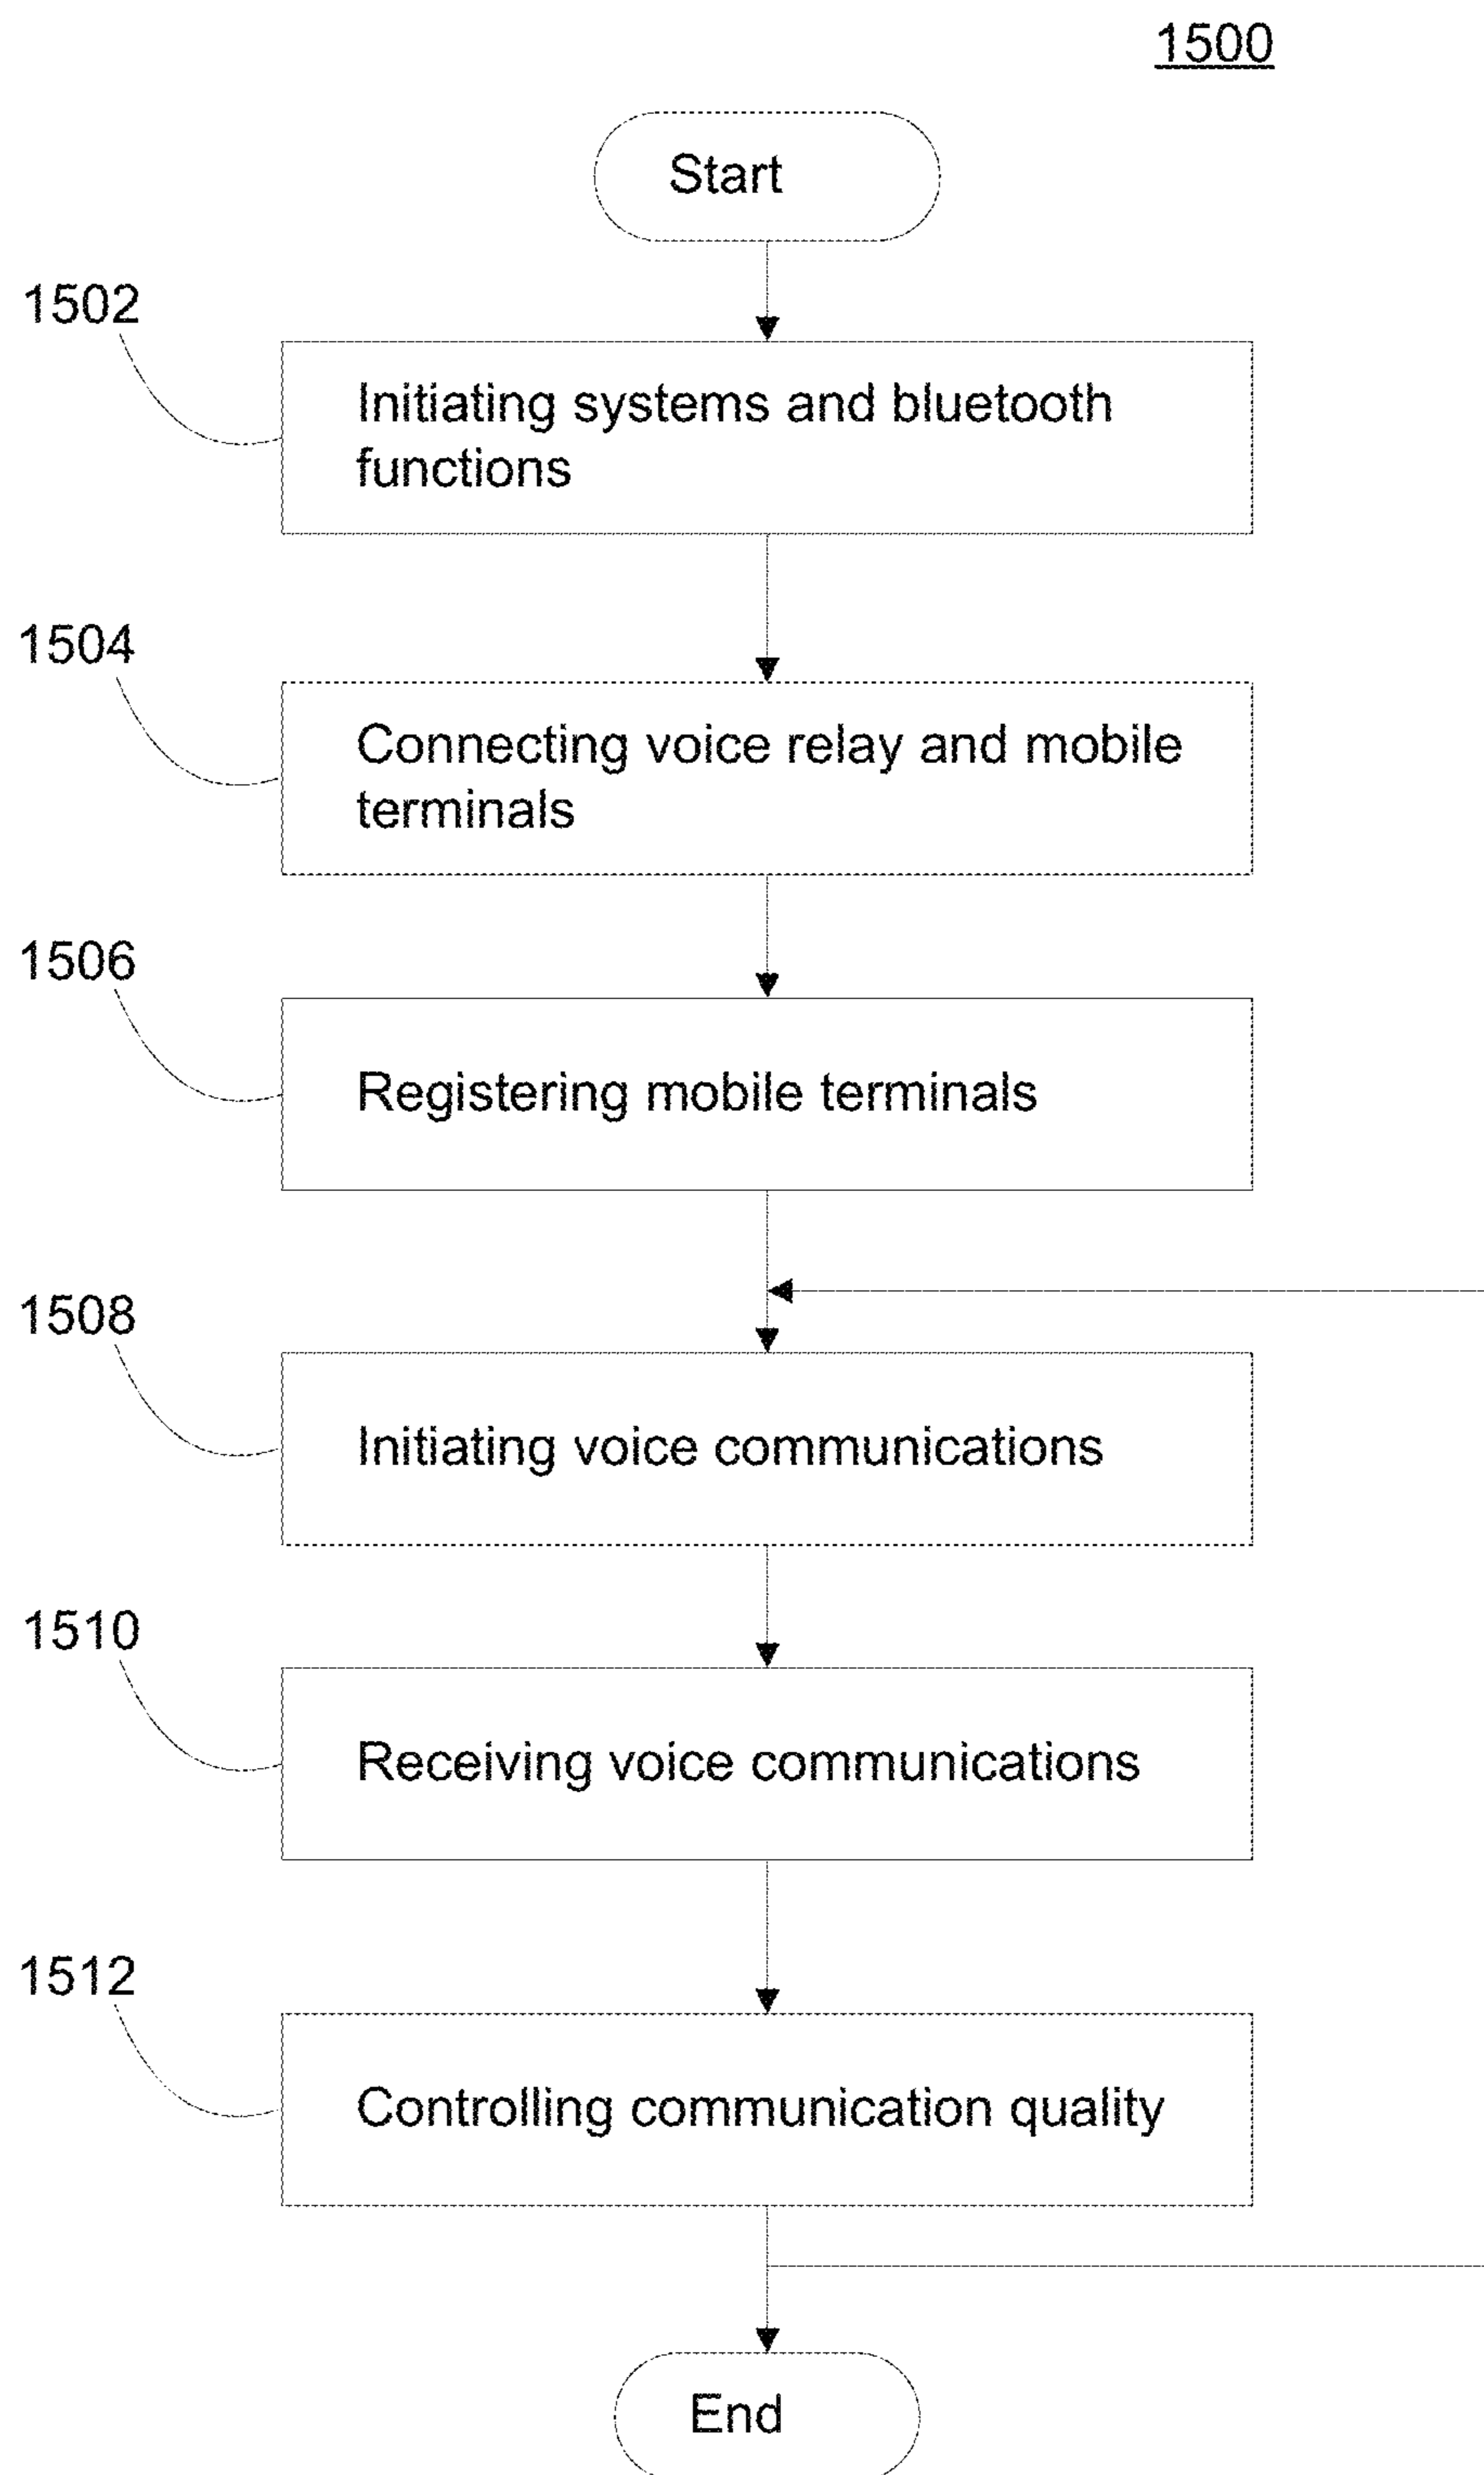 1500
Start
1502
Initiating systems and bluetooth
functions
1504
Connecting voice relay and mobile
terminals
1506
Registering mobile terminals
1508
Initiating voice communications
1510
Receiving voice communications
1512
Controlling communication quality
End